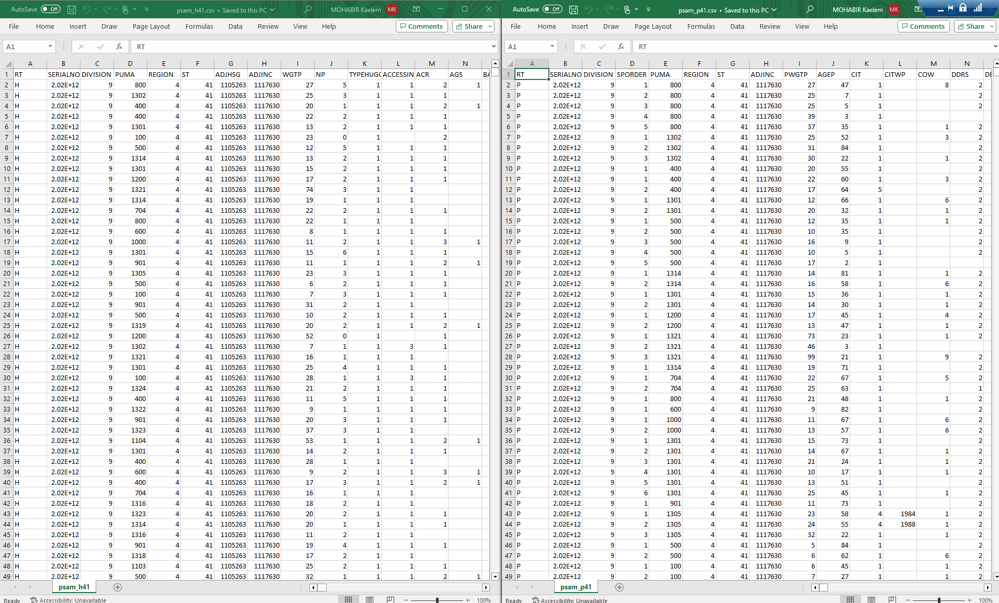 AutoSave Off psam_h41.csv • Saved to this PC MOHABIR Kaelem MK
File Home Insert Draw Page Layout Formulas Data Review View Help Comments Share
A1 fx RT
A B C D E F G H I J K L M N
1 RT SERIALNO DIVISION PUMA REGION ST ADJHSG ADJINC WGTP NP TYPEHUGQ ACCESSIN ACR AGS BA
2 H 2.02E+12 9 800 4 41 1105263 1117630 27 5 1 1 2 1
3 H 2.02E+12 9 1302 4 41 1105263 1117630 25 3 1 1 1
4 H 2.02E+12 9 400 4 41 1105263 1117630 20 1 1 1 2 1
5 H 2.02E+12 9 400 4 41 1105263 1117630 22 2 1 1 1
6 H 2.02E+12 9 1301 4 41 1105263 1117630 13 2 1 1 1
7 H 2.02E+12 9 100 4 41 1105263 1117630 23 0 1 2
8 H 2.02E+12 9 500 4 41 1105263 1117630 12 5 1 1 1
9 H 2.02E+12 9 1314 4 41 1105263 1117630 13 2 1 1 1
10 H 2.02E+12 9 1301 4 41 1105263 1117630 15 2 1 1 1
11 H 2.02E+12 9 1200 4 41 1105263 1117630 17 2 1 1 1
12 H 2.02E+12 9 1321 4 41 1105263 1117630 74 3 1 1
13 H 2.02E+12 9 1314 4 41 1105263 1117630 19 1 1 1
14 H 2.02E+12 9 704 4 41 1105263 1117630 22 2 1 1 1
15 H 2.02E+12 9 800 4 41 1105263 1117630 22 1 1 1
16 H 2.02E+12 9 600 4 41 1105263 1117630 8 1 1 1 1
17 H 2.02E+12 9 1000 4 41 1105263 1117630 11 2 1 1 3 1
18 H 2.02E+12 9 1301 4 41 1105263 1117630 15 6 1 1 1
19 H 2.02E+12 9 901 4 41 1105263 1117630 11 1 1 1 2 1
20 H 2.02E+12 9 1305 4 41 1105263 1117630 23 3 1 1 1
21 H 2.02E+12 9 500 4 41 1105263 1117630 6 2 1 1 1
22 H 2.02E+12 9 100 4 41 1105263 1117630 7 3 1 1 1
23 H 2.02E+12 9 901 4 41 1105263 1117630 31 2 1 1
24 H 2.02E+12 9 500 4 41 1105263 1117630 10 2 1 1 1
25 H 2.02E+12 9 1319 4 41 1105263 1117630 20 2 1 1 2 1
26 H 2.02E+12 9 1200 4 41 1105263 1117630 52 0 1 1
27 H 2.02E+12 9 1302 4 41 1105263 1117630 7 1 1 3 1
28 H 2.02E+12 9 1321 4 41 1105263 1117630 16 1 1 1
29 H 2.02E+12 9 1301 4 41 1105263 1117630 25 4 1 1 1
30 H 2.02E+12 9 100 4 41 1105263 1117630 28 1 1 3 1
31 H 2.02E+12 9 1324 4 41 1105263 1117630 21 2 1 1 1
32 H 2.02E+12 9 400 4 41 1105263 1117630 11 5 1 1 1
33 H 2.02E+12 9 1322 4 41 1105263 1117630 9 1 1 1 1
34 H 2.02E+12 9 901 4 41 1105263 1117630 20 3 1 1 1
35 H 2.02E+12 9 1323 4 41 1105263 1117630 37 3 1 1
36 H 2.02E+12 9 1104 4 41 1105263 1117630 53 1 1 1 2 1
37 H 2.02E+12 9 1301 4 41 1105263 1117630 14 2 1 1 1
38 H 2.02E+12 9 400 4 41 1105263 1117630 28 1 1 1
39 H 2.02E+12 9 600 4 41 1105263 1117630 9 2 1 1 3 1
40 H 2.02E+12 9 400 4 41 1105263 1117630 17 3 1 1 2 1
41 H 2.02E+12 9 704 4 41 1105263 1117630 16 1 1 1
42 H 2.02E+12 9 1316 4 41 1105263 1117630 18 2 1 1
43 H 2.02E+12 9 1323 4 41 1105263 1117630 20 2 1 1 1
44 H 2.02E+12 9 1314 4 41 1105263 1117630 20 1 1 1 1
45 H 2.02E+12 9 1316 4 41 1105263 1117630 11 2 1 1
46 H 2.02E+12 9 901 4 41 1105263 1117630 19 4 1 1 1
47 H 2.02E+12 9 1318 4 41 1105263 1117630 17 2 1 1
48 H 2.02E+12 9 1103 4 41 1105263 1117630 25 2 1 1 1
49 H 2.02E+12 9 500 4 41 1105263 1117630 32 1 1 1 2 1
psam_h41
Ready Accessibility: Unavailable 100%
AutoSave Off psam_p41.csv • Saved to this PC MOHABIR Kaelem MK
File Home Insert Draw Page Layout Formulas Data Review View Help Comments Share
A1 fx RT
A B C D E F G H I J K L M N
1 RT SERIALNO DIVISION SPORDER PUMA REGION ST ADJINC PWGTP AGEP CIT CITWP COW DDRS DE
2 P 2.02E+12 9 1 800 4 41 1117630 27 47 1 8 2
3 P 2.02E+12 9 2 800 4 41 1117630 25 7 1 2
4 P 2.02E+12 9 3 800 4 41 1117630 25 5 1 2
5 P 2.02E+12 9 4 800 4 41 1117630 39 3 1
6 P 2.02E+12 9 5 800 4 41 1117630 37 35 1 1 2
7 P 2.02E+12 9 1 1302 4 41 1117630 25 52 1 3 2
8 P 2.02E+12 9 2 1302 4 41 1117630 31 84 1 2
9 P 2.02E+12 9 3 1302 4 41 1117630 30 22 1 1 2
10 P 2.02E+12 9 1 400 4 41 1117630 20 55 1 2
11 P 2.02E+12 9 1 400 4 41 1117630 22 60 1 3 2
12 P 2.02E+12 9 2 400 4 41 1117630 17 64 5 2
13 P 2.02E+12 9 1 1301 4 41 1117630 12 66 1 6 2
14 P 2.02E+12 9 2 1301 4 41 1117630 20 32 1 1 2
15 P 2.02E+12 9 1 500 4 41 1117630 12 35 1 1 2
16 P 2.02E+12 9 2 500 4 41 1117630 10 35 1 2
17 P 2.02E+12 9 3 500 4 41 1117630 16 9 1 2
18 P 2.02E+12 9 4 500 4 41 1117630 10 5 1 2
19 P 2.02E+12 9 5 500 4 41 1117630 17 2 1
20 P 2.02E+12 9 1 1314 4 41 1117630 14 81 1 1 2
21 P 2.02E+12 9 2 1314 4 41 1117630 16 58 1 6 2
22 P 2.02E+12 9 1 1301 4 41 1117630 15 36 1 1 2
23 P 2.02E+12 9 2 1301 4 41 1117630 14 30 1 1 2
24 P 2.02E+12 9 1 1200 4 41 1117630 17 45 1 4 2
25 P 2.02E+12 9 2 1200 4 41 1117630 13 47 1 1 2
26 P 2.02E+12 9 1 1321 4 41 1117630 73 23 1 1 2
27 P 2.02E+12 9 2 1321 4 41 1117630 46 3 1
28 P 2.02E+12 9 3 1321 4 41 1117630 99 21 1 9 2
29 P 2.02E+12 9 1 1314 4 41 1117630 19 71 1 2
30 P 2.02E+12 9 1 704 4 41 1117630 22 67 1 5 2
31 P 2.02E+12 9 2 704 4 41 1117630 25 63 1 1
32 P 2.02E+12 9 1 800 4 41 1117630 21 48 1 1 2
33 P 2.02E+12 9 1 600 4 41 1117630 9 82 1 2
34 P 2.02E+12 9 1 1000 4 41 1117630 11 67 1 6 2
35 P 2.02E+12 9 2 1000 4 41 1117630 13 57 1 6 2
36 P 2.02E+12 9 1 1301 4 41 1117630 15 73 1 2
37 P 2.02E+12 9 2 1301 4 41 1117630 14 67 1 1 2
38 P 2.02E+12 9 3 1301 4 41 1117630 21 24 1 1 2
39 P 2.02E+12 9 4 1301 4 41 1117630 10 17 1 1 2
40 P 2.02E+12 9 5 1301 4 41 1117630 13 51 1 2
41 P 2.02E+12 9 6 1301 4 41 1117630 25 45 1 1 2
42 P 2.02E+12 9 1 901 4 41 1117630 11 73 1 2
43 P 2.02E+12 9 1 1305 4 41 1117630 23 58 4 1984 1 2
44 P 2.02E+12 9 2 1305 4 41 1117630 24 55 4 1988 1 2
45 P 2.02E+12 9 3 1305 4 41 1117630 32 22 1 1 2
46 P 2.02E+12 9 1 500 4 41 1117630 5 84 1 2
47 P 2.02E+12 9 2 500 4 41 1117630 6 62 1 6 2
48 P 2.02E+12 9 1 100 4 41 1117630 6 45 1 1 2
49 P 2.02E+12 9 2 100 4 41 1117630 7 27 1 1 2
psam_p41
Ready Accessibility: Unavailable 100%